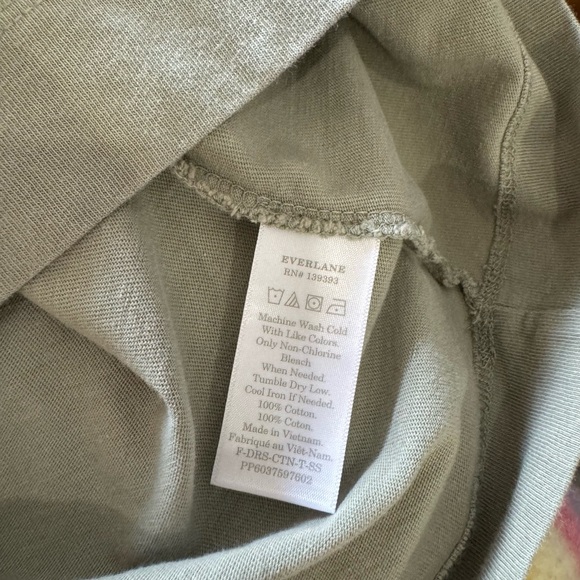 EVERLANE
RN# 139393
Machine Wash Cold
With Like Colors.
Only Non-Chlorine
Bleach
When Needed.
Tumble Dry Low.
Cool Iron If Needed.
100% Cotton.
100% Coton.
Made in Vietnam.
Fabriqué au Viêt-Nam.
F-DRS-CTN-T-SS
PP6037597602